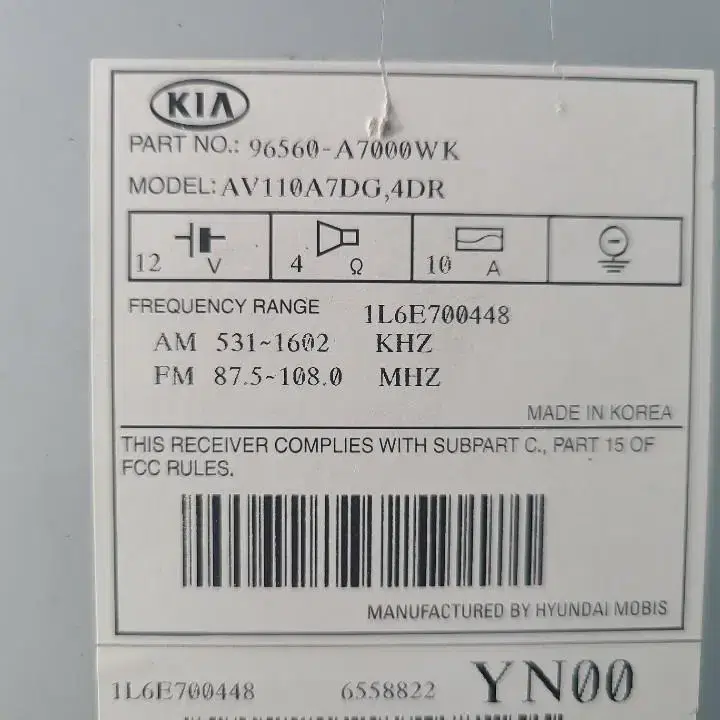 KIA
PART NO.: 96560-A7000WK
MODEL: AV110A7DG,4DR
12 V 4 Ω 10 A
FREQUENCY RANGE 1L6E700448
AM 531~1602 KHZ
FM 87.5~108.0 MHZ
MADE IN KOREA
THIS RECEIVER COMPLIES WITH SUBPART C., PART 15 OF
FCC RULES.
MANUFACTURED BY HYUNDAI MOBIS
1L6E700448 6558822 YN00